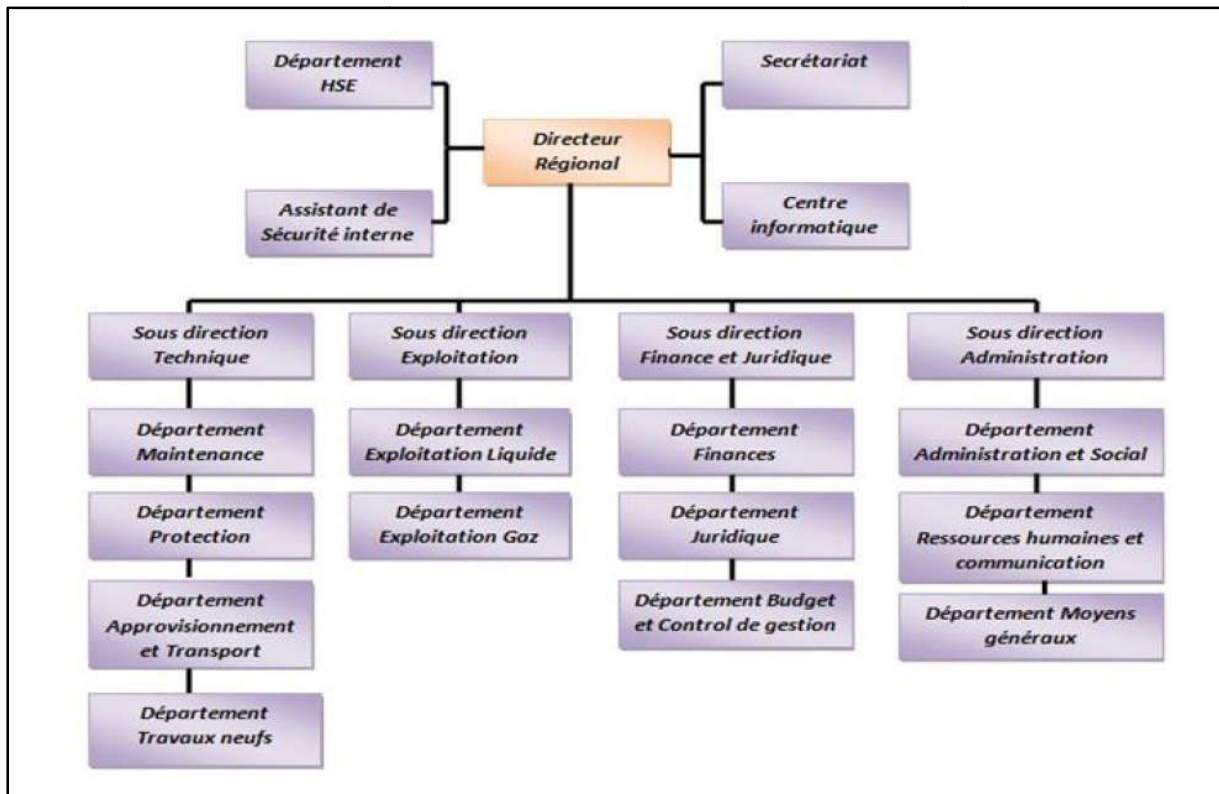 Département
HSE
Secrétariat
Directeur
Régional
Assistant de
Sécurité interne
Centre
informatique
Sous direction
Technique
Département
Maintenance
Département
Protection
Département
Approvisionnement
et Transport
Département
Travaux neufs
Sous direction
Exploitation
Département
Exploitation Liquide
Département
Exploitation Gaz
Sous direction
Finance et Juridique
Département
Finances
Département
Juridique
Département Budget
et Control de gestion
Sous direction
Administration
Département
Administration et Social
Département
Ressources humaines et
communication
Département Moyens
généraux